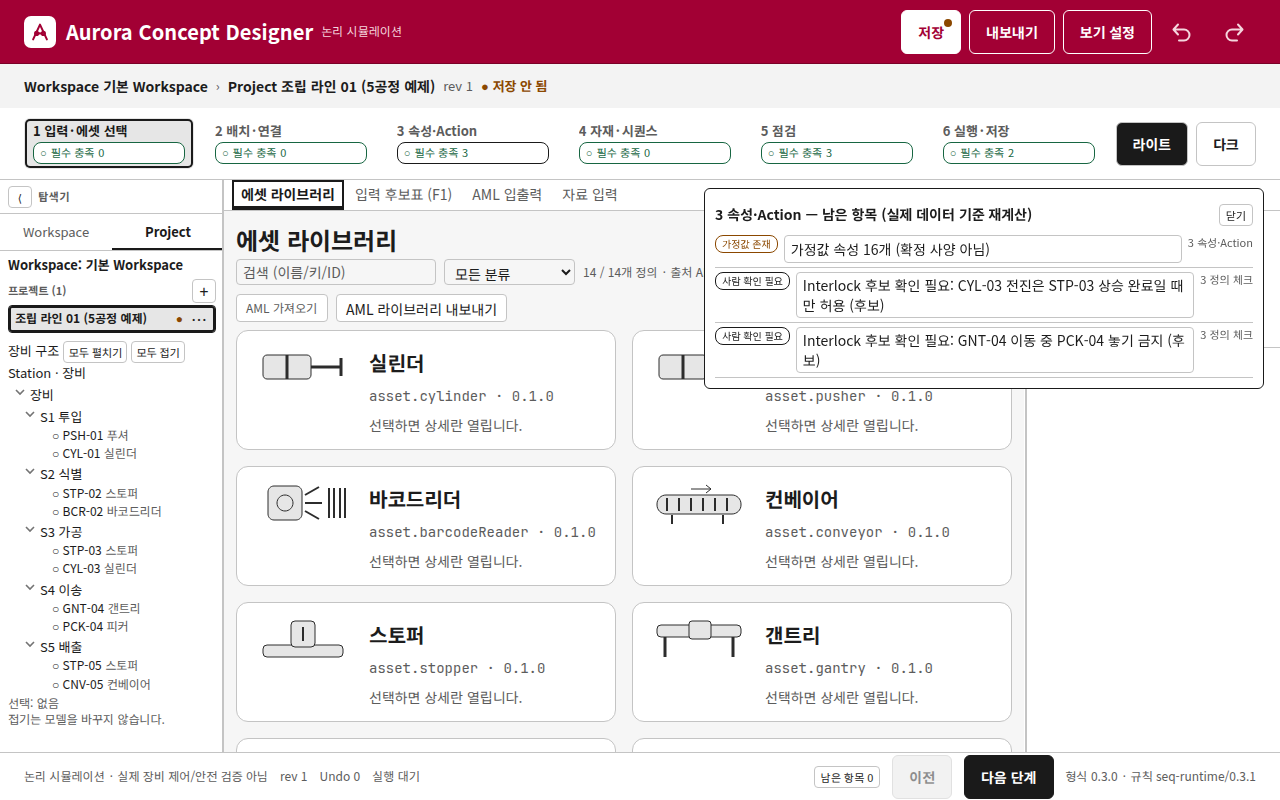 Aurora Concept Designer 논리 시뮬레이션
저장 내보내기 보기 설정
Workspace 기본 Workspace › Project 조립 라인 01 (5공정 예제) rev 1 ● 저장 안 됨
1 입력·에셋 선택
○ 필수 충족 0
2 배치·연결
○ 필수 충족 0
3 속성·Action
○ 필수 충족 3
4 자재·시퀀스
○ 필수 충족 0
5 점검
○ 필수 충족 3
6 실행·저장
○ 필수 충족 2
라이트 다크
⟨ 탐색기
Workspace Project
Workspace: 기본 Workspace
프로젝트 (1) +
조립 라인 01 (5공정 예제) ● ···
장비 구조 모두 펼치기 모두 접기
Station · 장비
장비
S1 투입
○ PSH-01 푸셔
○ CYL-01 실린더
S2 식별
○ STP-02 스토퍼
○ BCR-02 바코드리더
S3 가공
○ STP-03 스토퍼
○ CYL-03 실린더
S4 이송
○ GNT-04 갠트리
○ PCK-04 피커
S5 배출
○ STP-05 스토퍼
○ CNV-05 컨베이어
선택: 없음
접기는 모델을 바꾸지 않습니다.
에셋 라이브러리 입력 후보표 (F1) AML 입출력 자료 입력
에셋 라이브러리
검색 (이름/키/ID) 모든 분류 14 / 14개 정의 · 출처 A
AML 가져오기 AML 라이브러리 내보내기
실린더
asset.cylinder · 0.1.0
선택하면 상세란 열립니다.
asset.pusher · 0.1.0
선택하면 상세란 열립니다.
바코드리더
asset.barcodeReader · 0.1.0
선택하면 상세란 열립니다.
컨베이어
asset.conveyor · 0.1.0
선택하면 상세란 열립니다.
스토퍼
asset.stopper · 0.1.0
선택하면 상세란 열립니다.
갠트리
asset.gantry · 0.1.0
선택하면 상세란 열립니다.
3 속성·Action — 남은 항목 (실제 데이터 기준 재계산) 닫기
가정값 존재 가정값 속성 16개 (확정 사양 아님) 3 속성·Action
사람 확인 필요 Interlock 후보 확인 필요: CYL-03 전진은 STP-03 상승 완료일 때 3 정의 체크
만 허용 (후보)
사람 확인 필요 Interlock 후보 확인 필요: GNT-04 이동 중 PCK-04 놓기 금지 (후 3 정의 체크
보)
논리 시뮬레이션 · 실제 장비 제어/안전 검증 아님 rev 1 Undo 0 실행 대기
남은 항목 0 이전 다음 단계 형식 0.3.0 · 규칙 seq-runtime/0.3.1